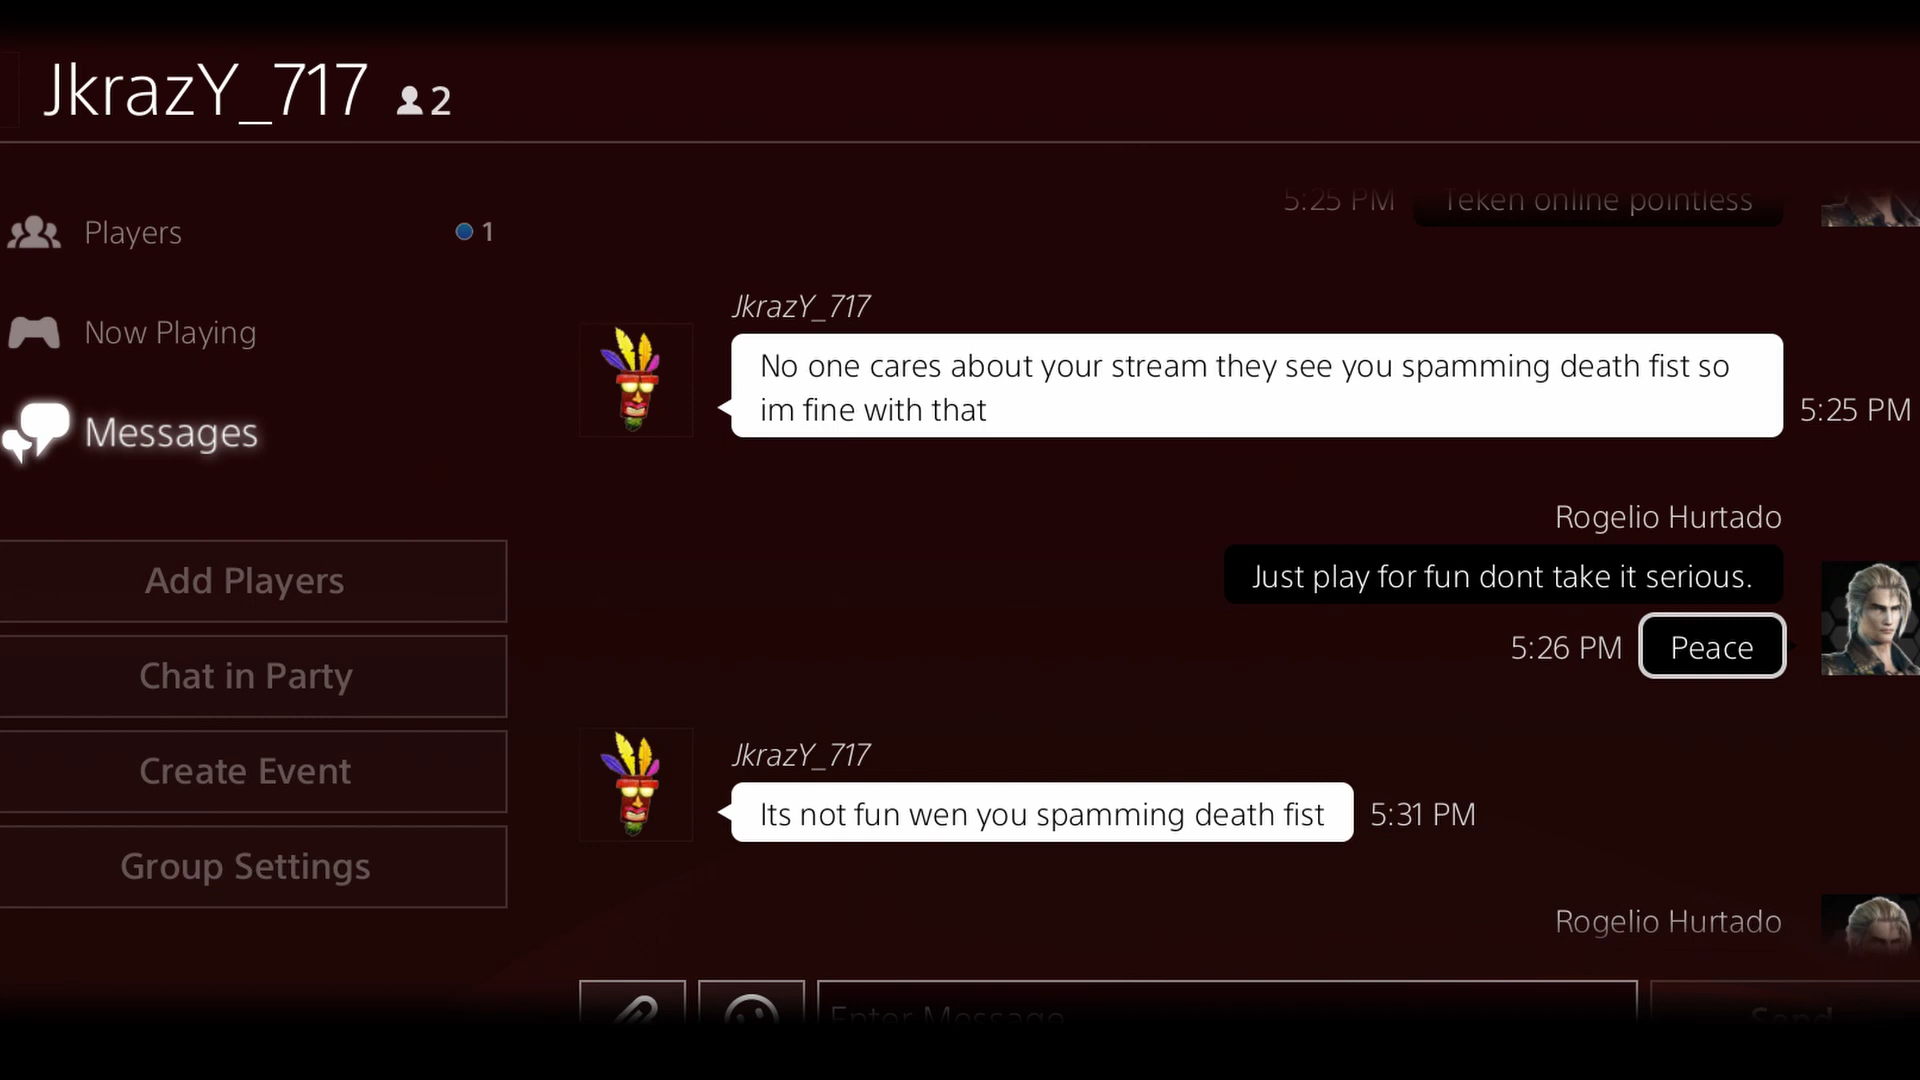 JkrazY_717 2
Players 1
Now Playing
Messages
Add Players
Chat in Party
Create Event
Group Settings
5:25 PM Teken online pointless
JkrazY_717
No one cares about your stream they see you spamming death fist so
im fine with that
5:25 PM
Rogelio Hurtado
Just play for fun dont take it serious.
5:26 PM Peace
JkrazY_717
Its not fun wen you spamming death fist 5:31 PM
Rogelio Hurtado
Enter Message
Send